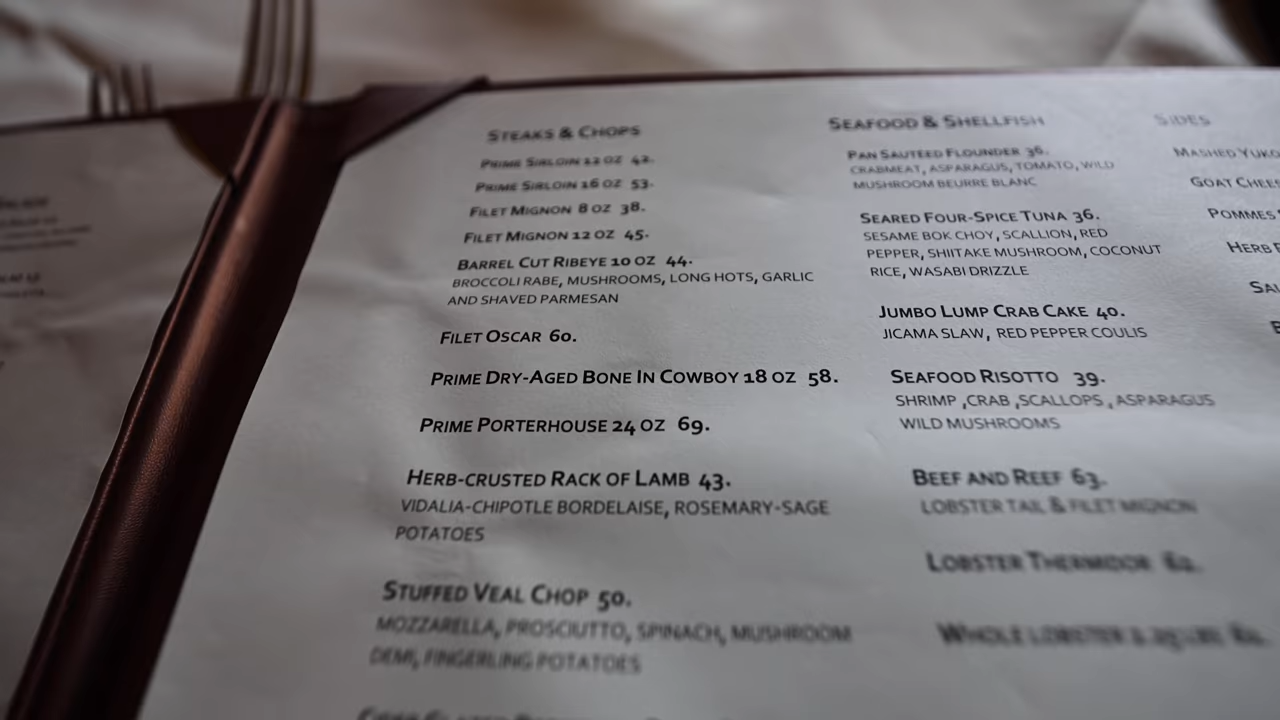 STEAKS & CHOPS
PRIME SIRLOIN 12 OZ 42.
PRIME SIRLOIN 16 OZ 53.
FILET MIGNON 8 OZ 38.
FILET MIGNON 12 OZ 45.
BARREL CUT RIBEYE 10 OZ 44.
BROCCOLI RABE, MUSHROOMS, LONG HOTS, GARLIC
AND SHAVED PARMESAN
FILET OSCAR 60.
PRIME DRY-AGED BONE IN COWBOY 18 OZ 58.
PRIME PORTERHOUSE 24 OZ 69.
HERB-CRUSTED RACK OF LAMB 43.
VIDALIA-CHIPOTLE BORDELAISE, ROSEMARY-SAGE
POTATOES
STUFFED VEAL CHOP 50.
MOZZARELLA, PROSCIUTTO, SPINACH, MUSHROOM
DEMI, FINGERLING POTATOES
SEAFOOD & SHELLFISH
PAN SAUTÉED FLOUNDER 36.
CRABMEAT, ASPARAGUS, TOMATO, WILD
MUSHROOM BEURRE BLANC
SEARED FOUR-SPICE TUNA 36.
SESAME BOK CHOY, SCALLION, RED
PEPPER, SHIITAKE MUSHROOM, COCONUT
RICE, WASABI DRIZZLE
JUMBO LUMP CRAB CAKE 40.
JICAMA SLAW, RED PEPPER COULIS
SEAFOOD RISOTTO 39.
SHRIMP ,CRAB ,SCALLOPS , ASPARAGUS
WILD MUSHROOMS
BEEF AND REEF 63.
LOBSTER TAIL & FILET MIGNON
LOBSTER THERMIDOR
WHOLE LOBSTER
SIDES
MASHED YUKO
GOAT CHEES
POMMES
HERB